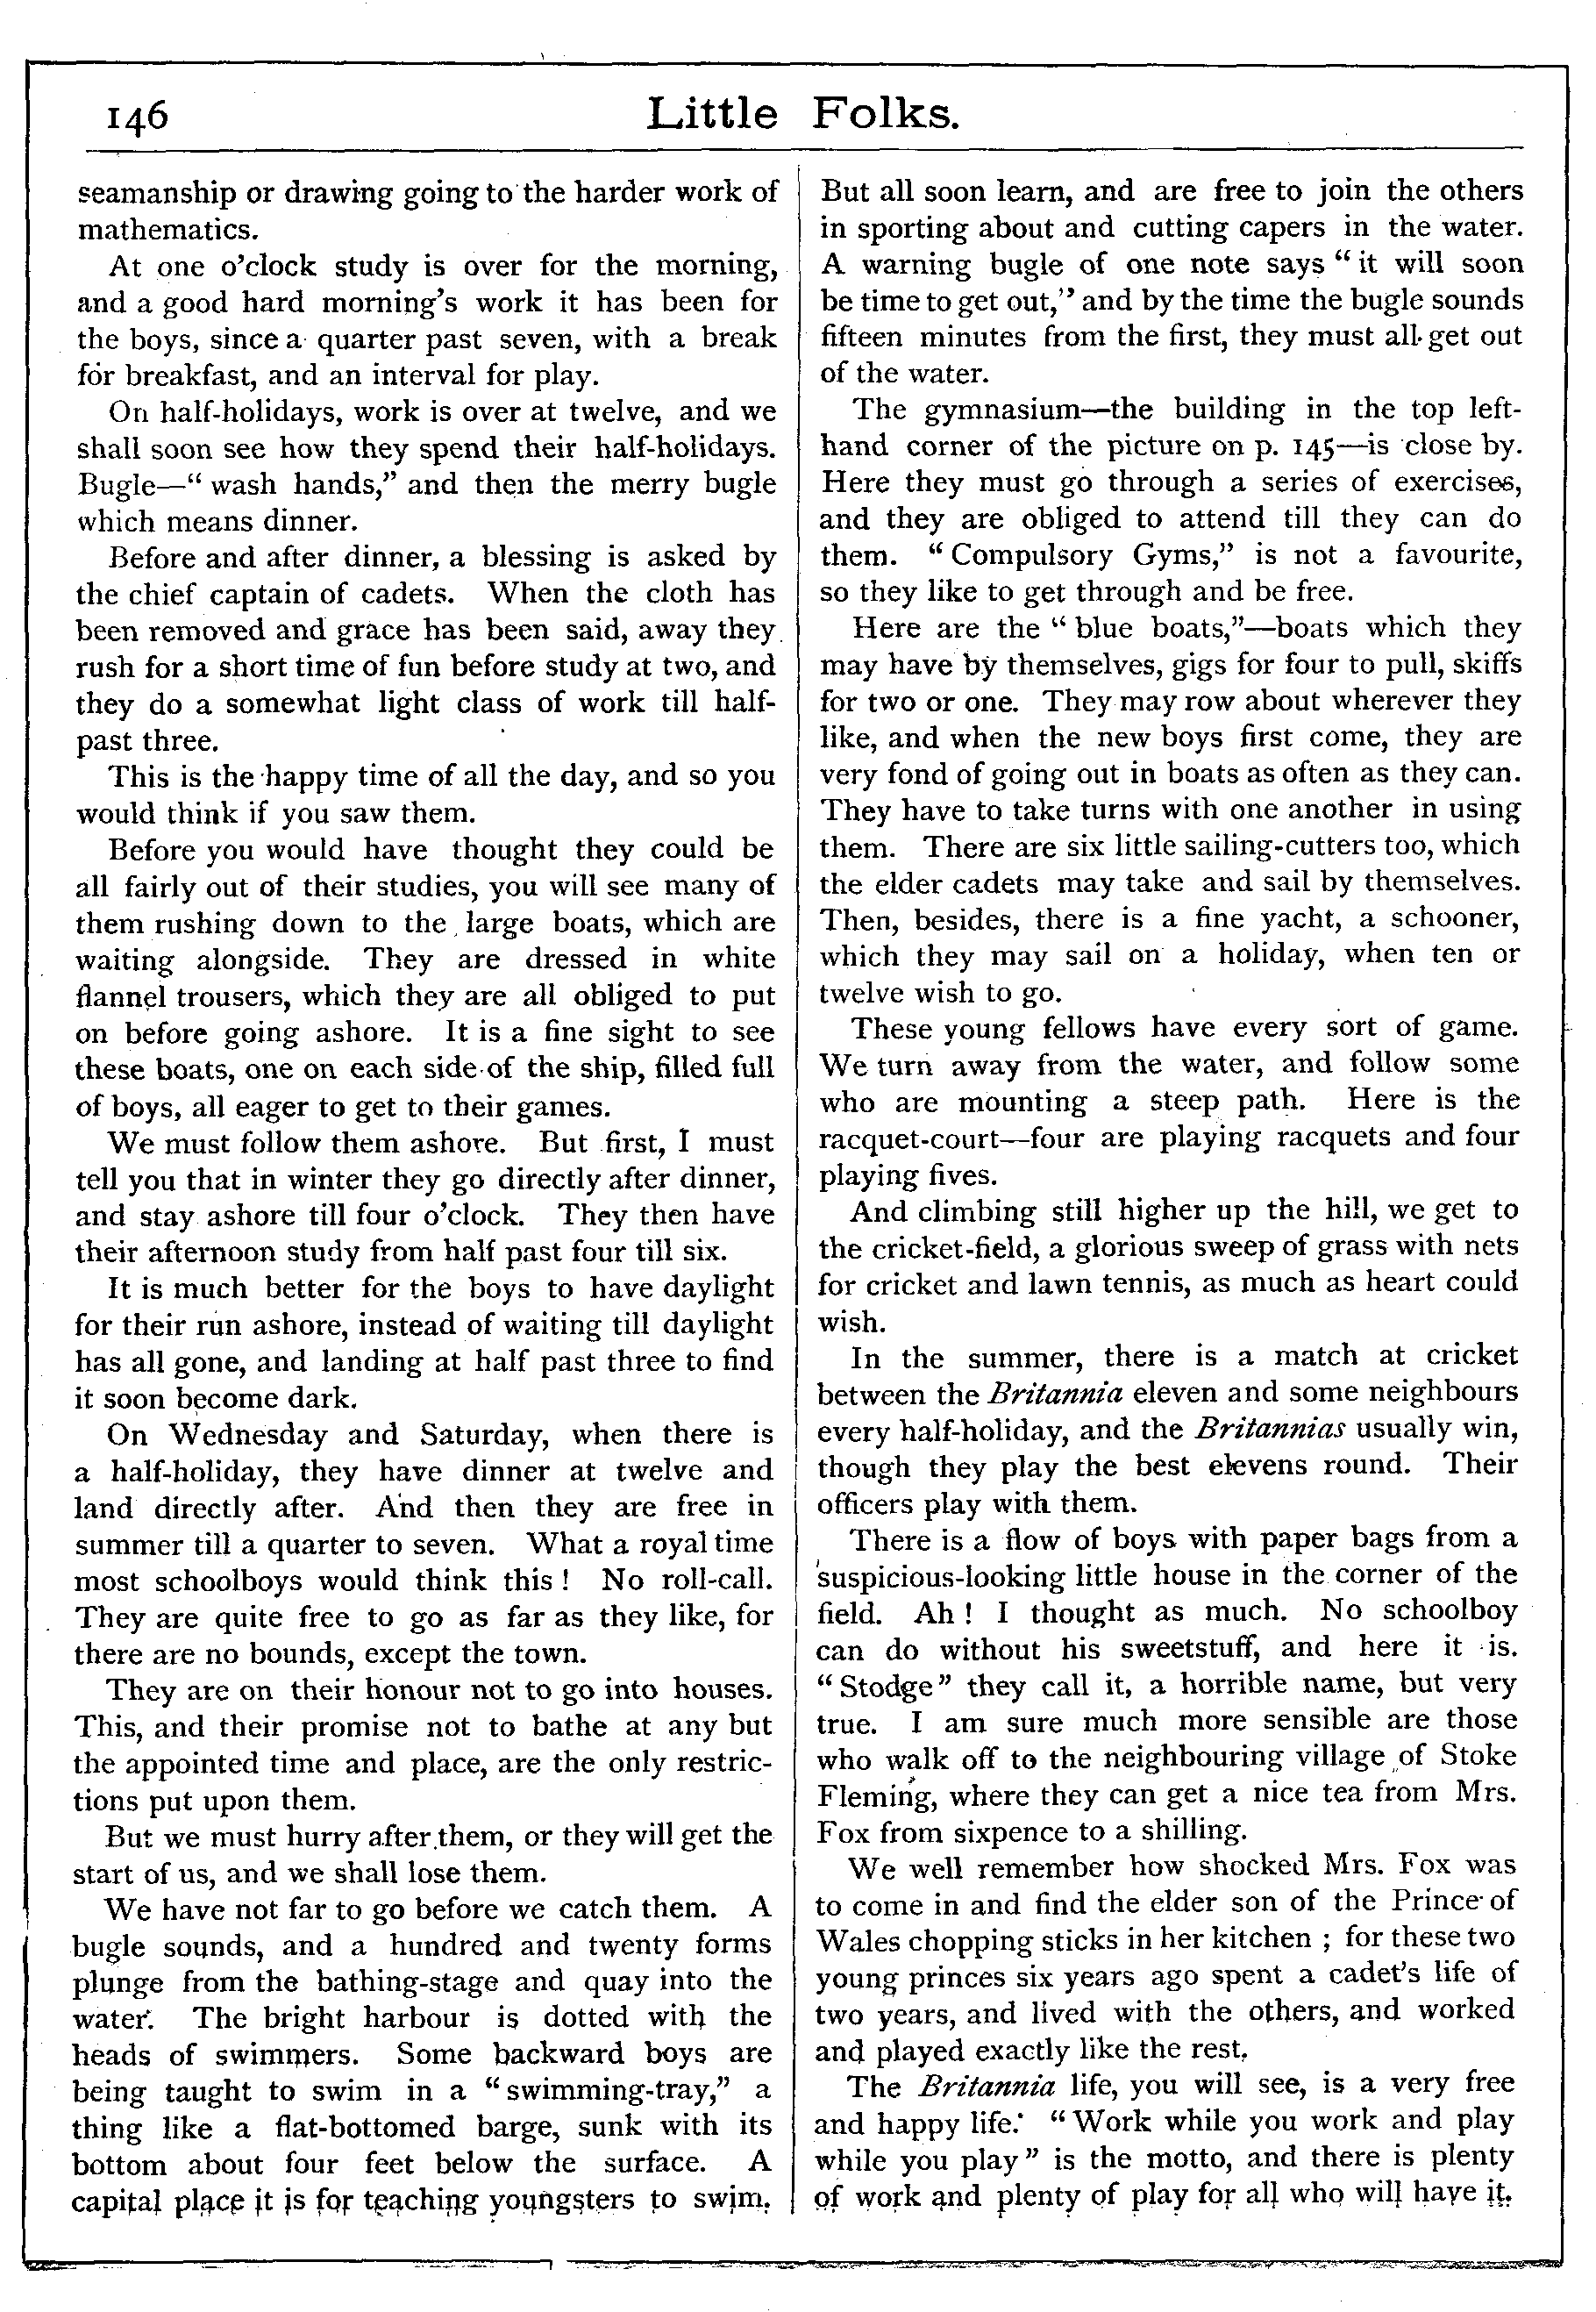 146
Little Folks.
seamanship or drawing going to the harder work of
mathematics.
At one o'clock study is over for the morning,
and a good hard morning's work it has been for
the boys, since a quarter past seven, with a break
for breakfast, and an interval for play.
On half-holidays, work is over at twelve, and we
shall soon see how they spend their half-holidays.
Bugle—“ wash hands,” and then the merry bugle
which means dinner.
Before and after dinner, a blessing is asked by
the chief captain of cadets. When the cloth has
been removed and grace has been said, away they
rush for a short time of fun before study at two, and
they do a somewhat light class of work till half-
past three.
This is the happy time of all the day, and so you
would think if you saw them.
Before you would have thought they could be
all fairly out of their studies, you will see many of
them rushing down to the large boats, which are
waiting alongside. They are dressed in white
flannel trousers, which they are all obliged to put
on before going ashore. It is a fine sight to see
these boats, one on each side of the ship, filled full
of boys, all eager to get to their games.
We must follow them ashore. But first, I must
tell you that in winter they go directly after dinner,
and stay ashore till four o'clock. They then have
their afternoon study from half past four till six.
It is much better for the boys to have daylight
for their run ashore, instead of waiting till daylight
has all gone, and landing at half past three to find
it soon become dark.
On Wednesday and Saturday, when there is
a half-holiday, they have dinner at twelve and
land directly after. And then they are free in
summer till a quarter to seven. What a royal time
most schoolboys would think this ! No roll-call.
They are quite free to go as far as they like, for
there are no bounds, except the town.
They are on their honour not to go into houses.
This, and their promise not to bathe at any but
the appointed time and place, are the only restric-
tions put upon them.
But we must hurry after them, or they will get the
start of us, and we shall lose them.
We have not far to go before we catch them. A
bugle sounds, and a hundred and twenty forms
plunge from the bathing-stage and quay into the
water. The bright harbour is dotted with the
heads of swimmers. Some backward boys are
being taught to swim in a “swimming-tray,” a
thing like a flat-bottomed barge, sunk with its
bottom about four feet below the surface. A
capital place it is for teaching youngsters to swim.
But all soon learn, and are free to join the others
in sporting about and cutting capers in the water.
A warning bugle of one note says “ it will soon
be time to get out,” and by the time the bugle sounds
fifteen minutes from the first, they must all get out
of the water.
The gymnasium—the building in the top left-
hand corner of the picture on p. 145—is close by.
Here they must go through a series of exercises,
and they are obliged to attend till they can do
them. “ Compulsory Gyms,” is not a favourite,
so they like to get through and be free.
Here are the “ blue boats,”—boats which they
may have by themselves, gigs for four to pull, skiffs
for two or one. They may row about wherever they
like, and when the new boys first come, they are
very fond of going out in boats as often as they can.
They have to take turns with one another in using
them. There are six little sailing-cutters too, which
the elder cadets may take and sail by themselves.
Then, besides, there is a fine yacht, a schooner,
which they may sail on a holiday, when ten or
twelve wish to go.
These young fellows have every sort of game.
We turn away from the water, and follow some
who are mounting a steep path. Here is the
racquet-court—four are playing racquets and four
playing fives.
And climbing still higher up the hill, we get to
the cricket-field, a glorious sweep of grass with nets
for cricket and lawn tennis, as much as heart could
wish.
In the summer, there is a match at cricket
between the Britannia eleven and some neighbours
every half-holiday, and the Britannias usually win,
though they play the best elevens round. Their
officers play with them.
There is a flow of boys with paper bags from a
suspicious-looking little house in the corner of the
field. Ah ! I thought as much. No schoolboy
can do without his sweetstuff, and here it is.
“ Stodge” they call it, a horrible name, but very
true. I am sure much more sensible are those
who walk off to the neighbouring village of Stoke
Fleming, where they can get a nice tea from Mrs.
Fox from sixpence to a shilling.
We well remember how shocked Mrs. Fox was
to come in and find the elder son of the Prince of
Wales chopping sticks in her kitchen ; for these two
young princes six years ago spent a cadet's life of
two years, and lived with the others, and worked
and played exactly like the rest.
The Britannia life, you will see, is a very free
and happy life. “ Work while you work and play
while you play” is the motto, and there is plenty
of work and plenty of play for all who will have it.